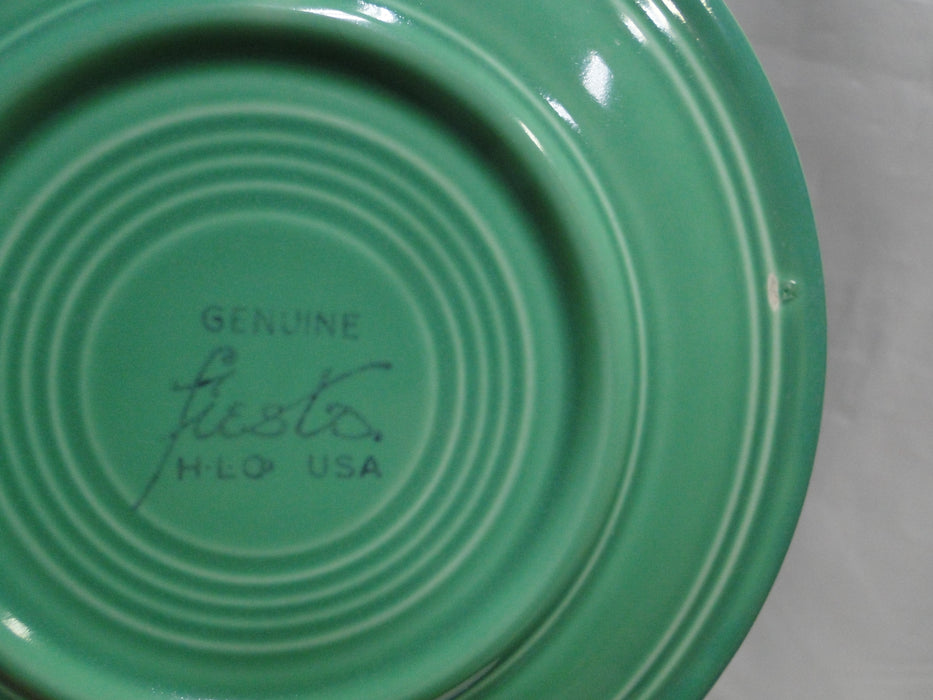 GENUINE
fiesta
H·L·Co USA